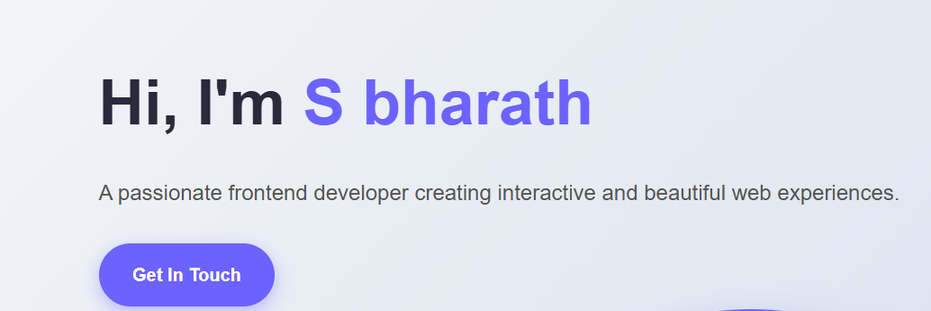 Hi, I'm S bharath
A passionate frontend developer creating interactive and beautiful web experiences.
Get In Touch